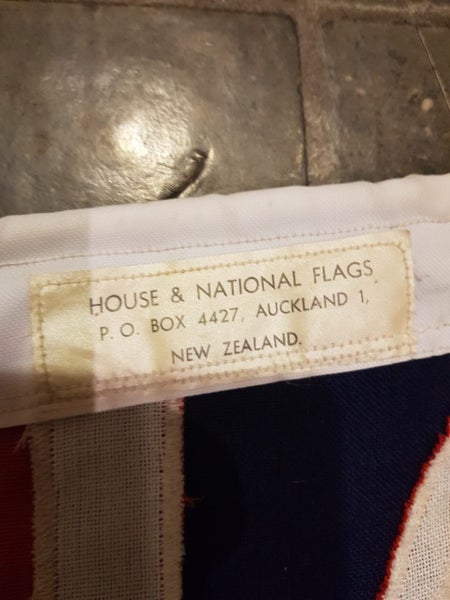 HOUSE & NATIONAL FLAGS
P. O. BOX 4427, AUCKLAND 1,
NEW ZEALAND.